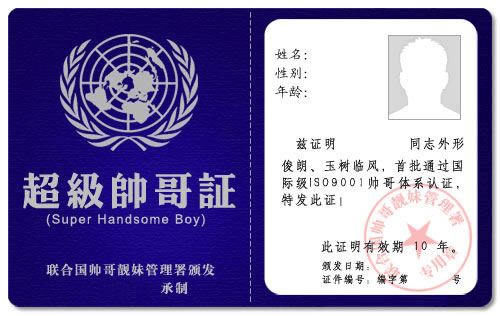 超級帥哥証
(Super Handsome Boy)
联合国帅哥靓妹管理署颁发
承制
姓名：
性别：
年龄：
兹证明 同志外形
俊朗、玉树临风，首批通过国
际级ISO9001帅哥体系认证，
特发此证！
此证明有效期 10 年。
颁发日期：
证件编号：编字第 号
联合国帅哥靓妹管理署
专用章